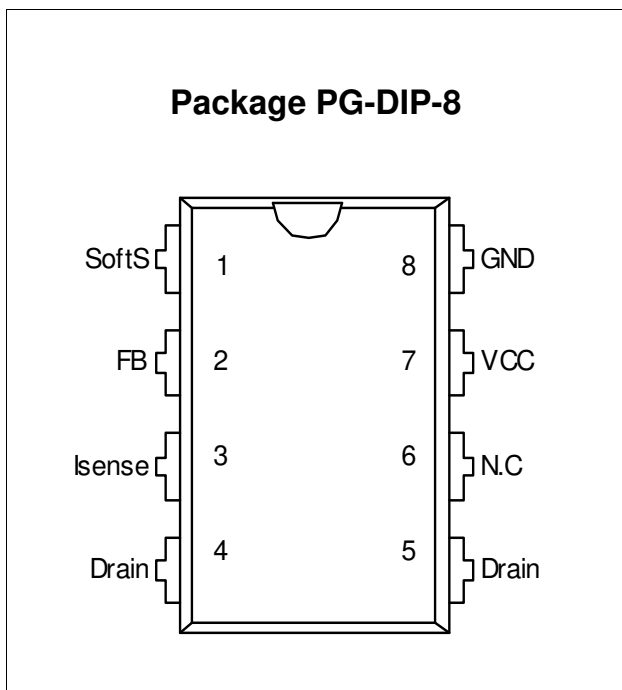 Package PG-DIP-8
SoftS 1 8 GND
FB 2 7 VCC
Isense 3 6 N.C
Drain 4 5 Drain